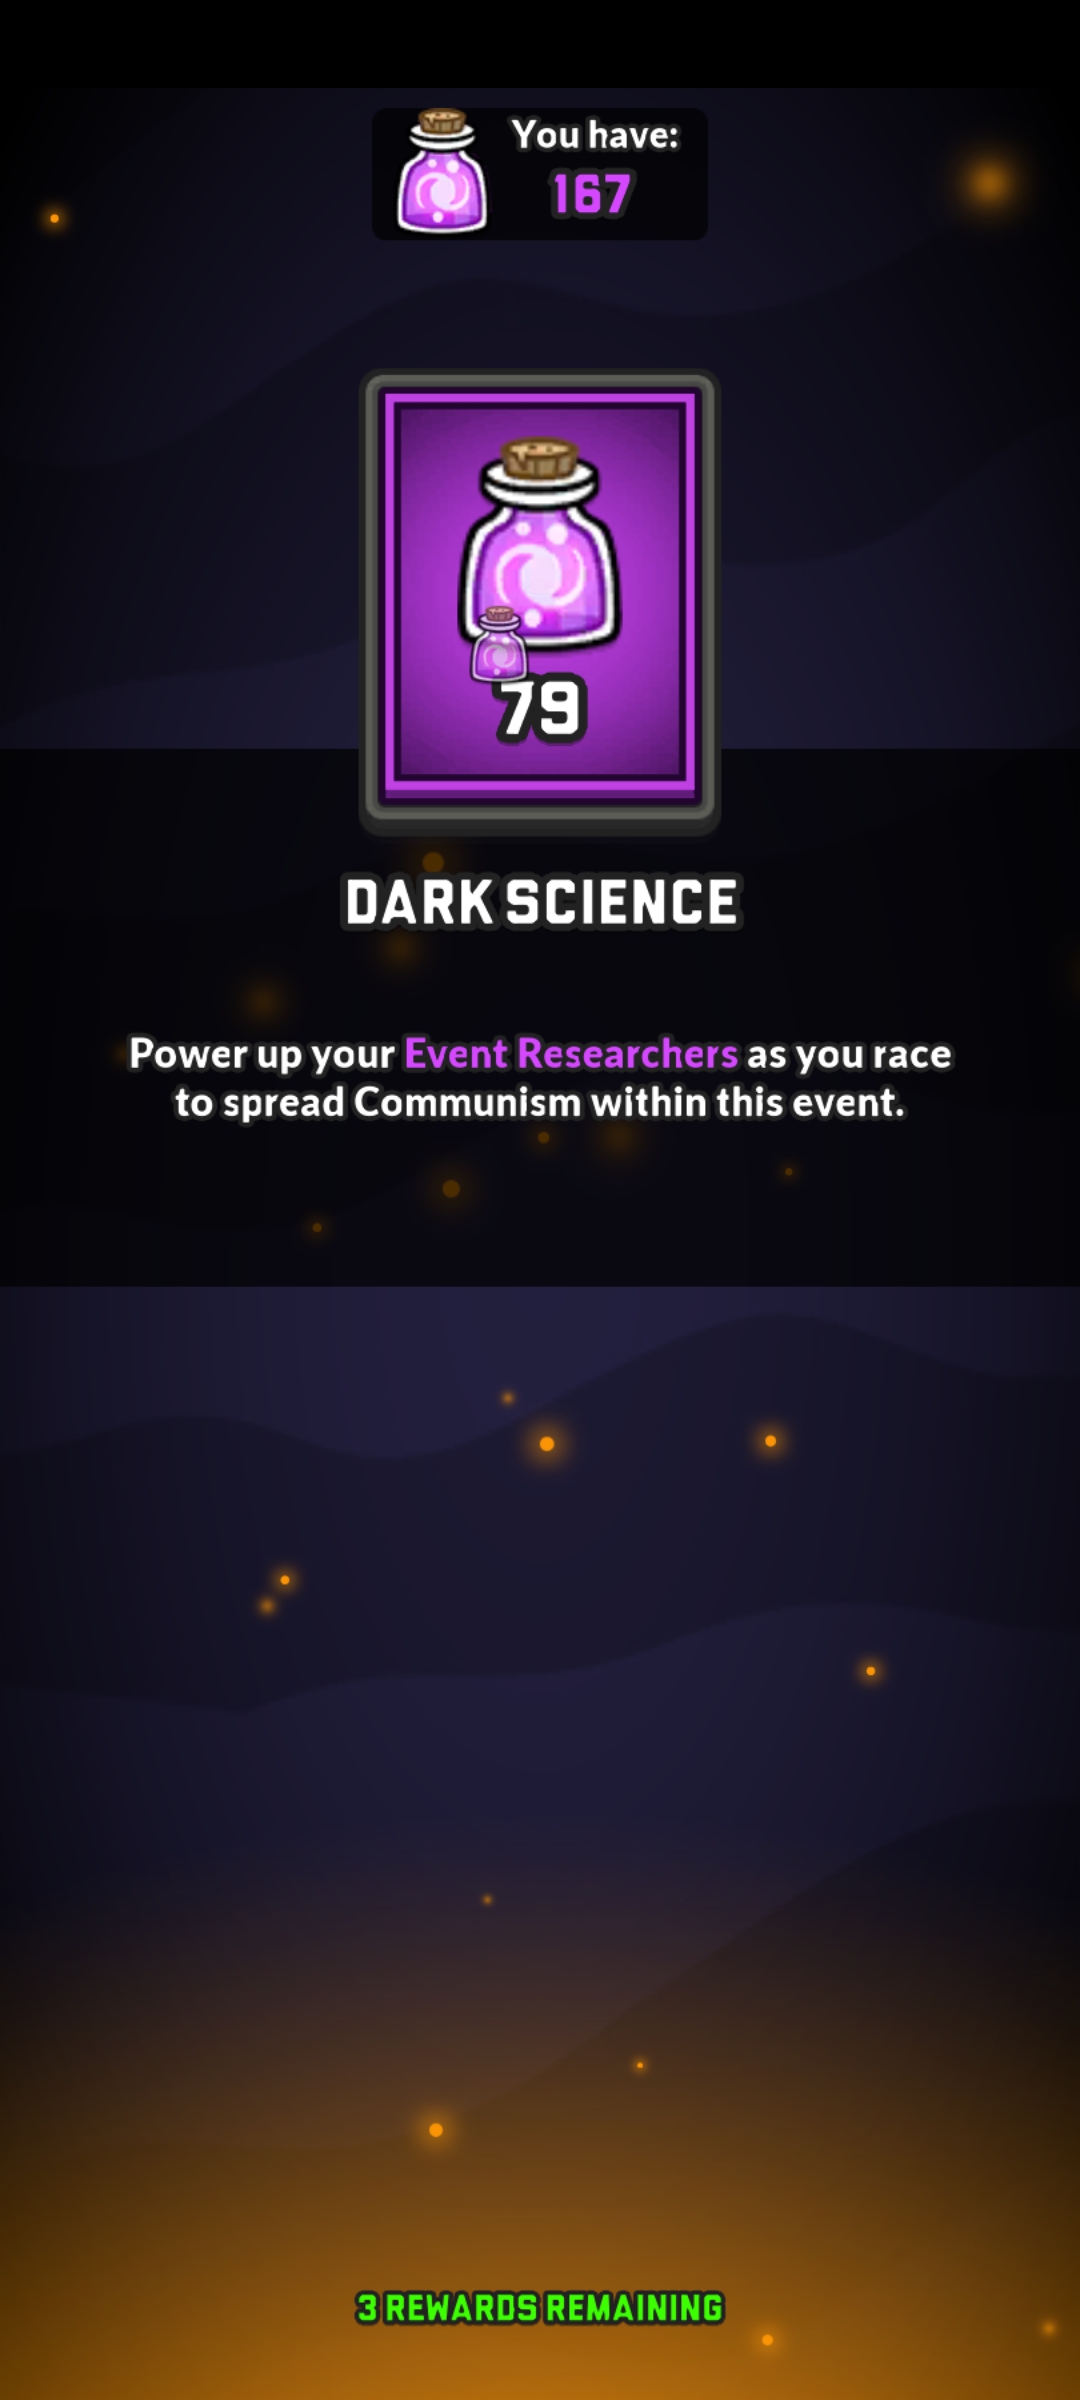 You have:
167
79
DARK SCIENCE
Power up your Event Researchers as you race
to spread Communism within this event.
3 REWARDS REMAINING